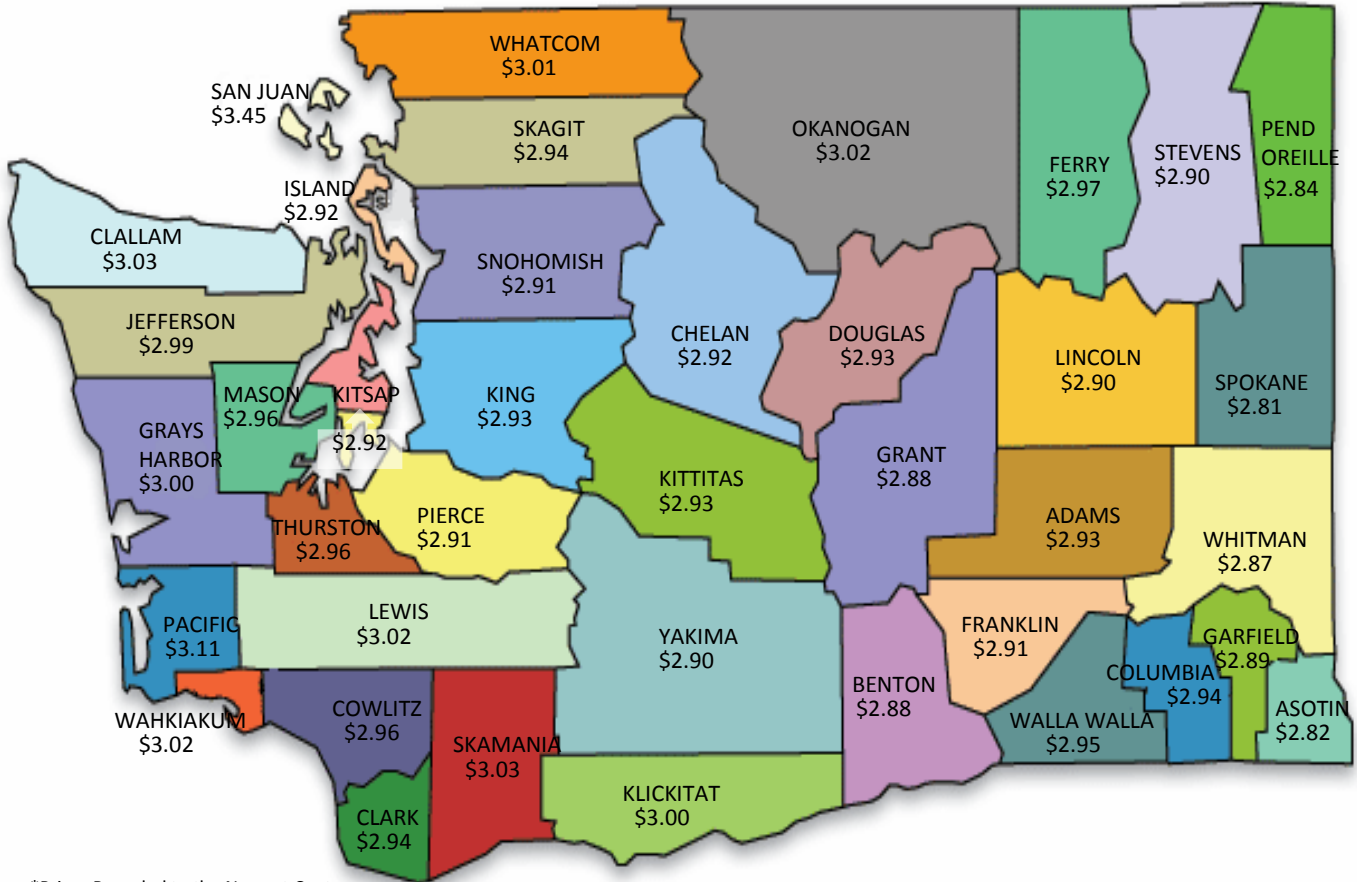 WHATCOM
$3.01
SAN JUAN
$3.45
SKAGIT
$2.94
OKANOGAN
$3.02
FERRY
$2.97
STEVENS
$2.90
PEND
OREILLE
$2.84
ISLAND
$2.92
CLALLAM
$3.03
SNOHOMISH
$2.91
JEFFERSON
$2.99
CHELAN
$2.92
DOUGLAS
$2.93
LINCOLN
$2.90
SPOKANE
$2.81
MASON
$2.96
KITSAP
$2.92
KING
$2.93
GRAYS
HARBOR
$3.00
KITTITAS
$2.93
GRANT
$2.88
THURSTON
$2.96
PIERCE
$2.91
ADAMS
$2.93
WHITMAN
$2.87
PACIFIC
$3.11
LEWIS
$3.02
YAKIMA
$2.90
FRANKLIN
$2.91
GARFIELD
$2.89
BENTON
$2.88
COLUMBIA
$2.94
WAHKIAKUM
$3.02
COWLITZ
$2.96
SKAMANIA
$3.03
WALLA WALLA
$2.95
ASOTIN
$2.82
CLARK
$2.94
KLICKITAT
$3.00